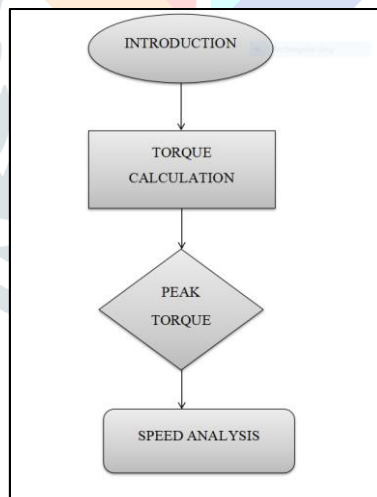 INTRODUCTION
TORQUE
CALCULATION
PEAK
TORQUE
SPEED ANALYSIS